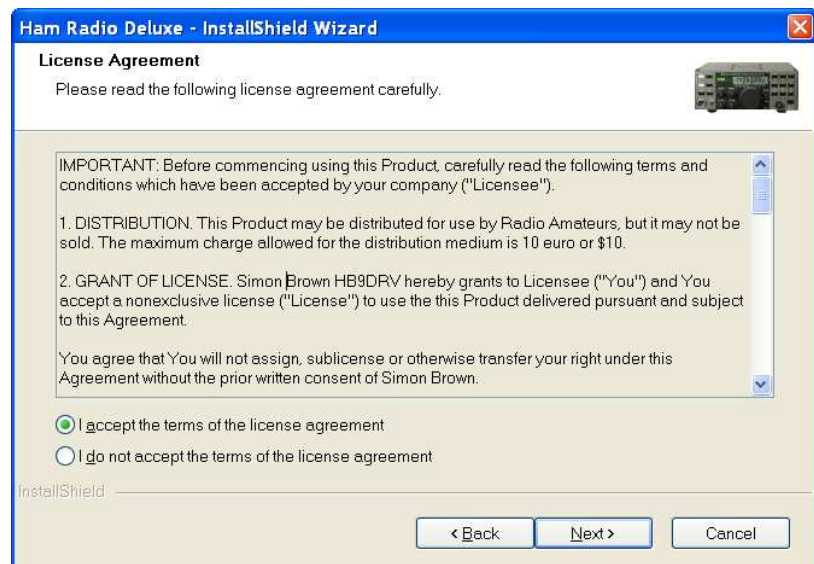 Ham Radio Deluxe - InstallShield Wizard
License Agreement
Please read the following license agreement carefully.
IMPORTANT: Before commencing using this Product, carefully read the following terms and
conditions which have been accepted by your company ("Licensee").
1. DISTRIBUTION. This Product may be distributed for use by Radio Amateurs, but it may not be
sold. The maximum charge allowed for the distribution medium is 10 euro or $10.
2. GRANT OF LICENSE. Simon Brown HB9DRV hereby grants to Licensee ("You") and You
accept a nonexclusive license ("License") to use the this Product delivered pursuant and subject
to this Agreement.
You agree that You will not assign, sublicense or otherwise transfer your right under this
Agreement without the prior written consent of Simon Brown.
I accept the terms of the license agreement
I do not accept the terms of the license agreement
InstallShield
< Back
Next >
Cancel